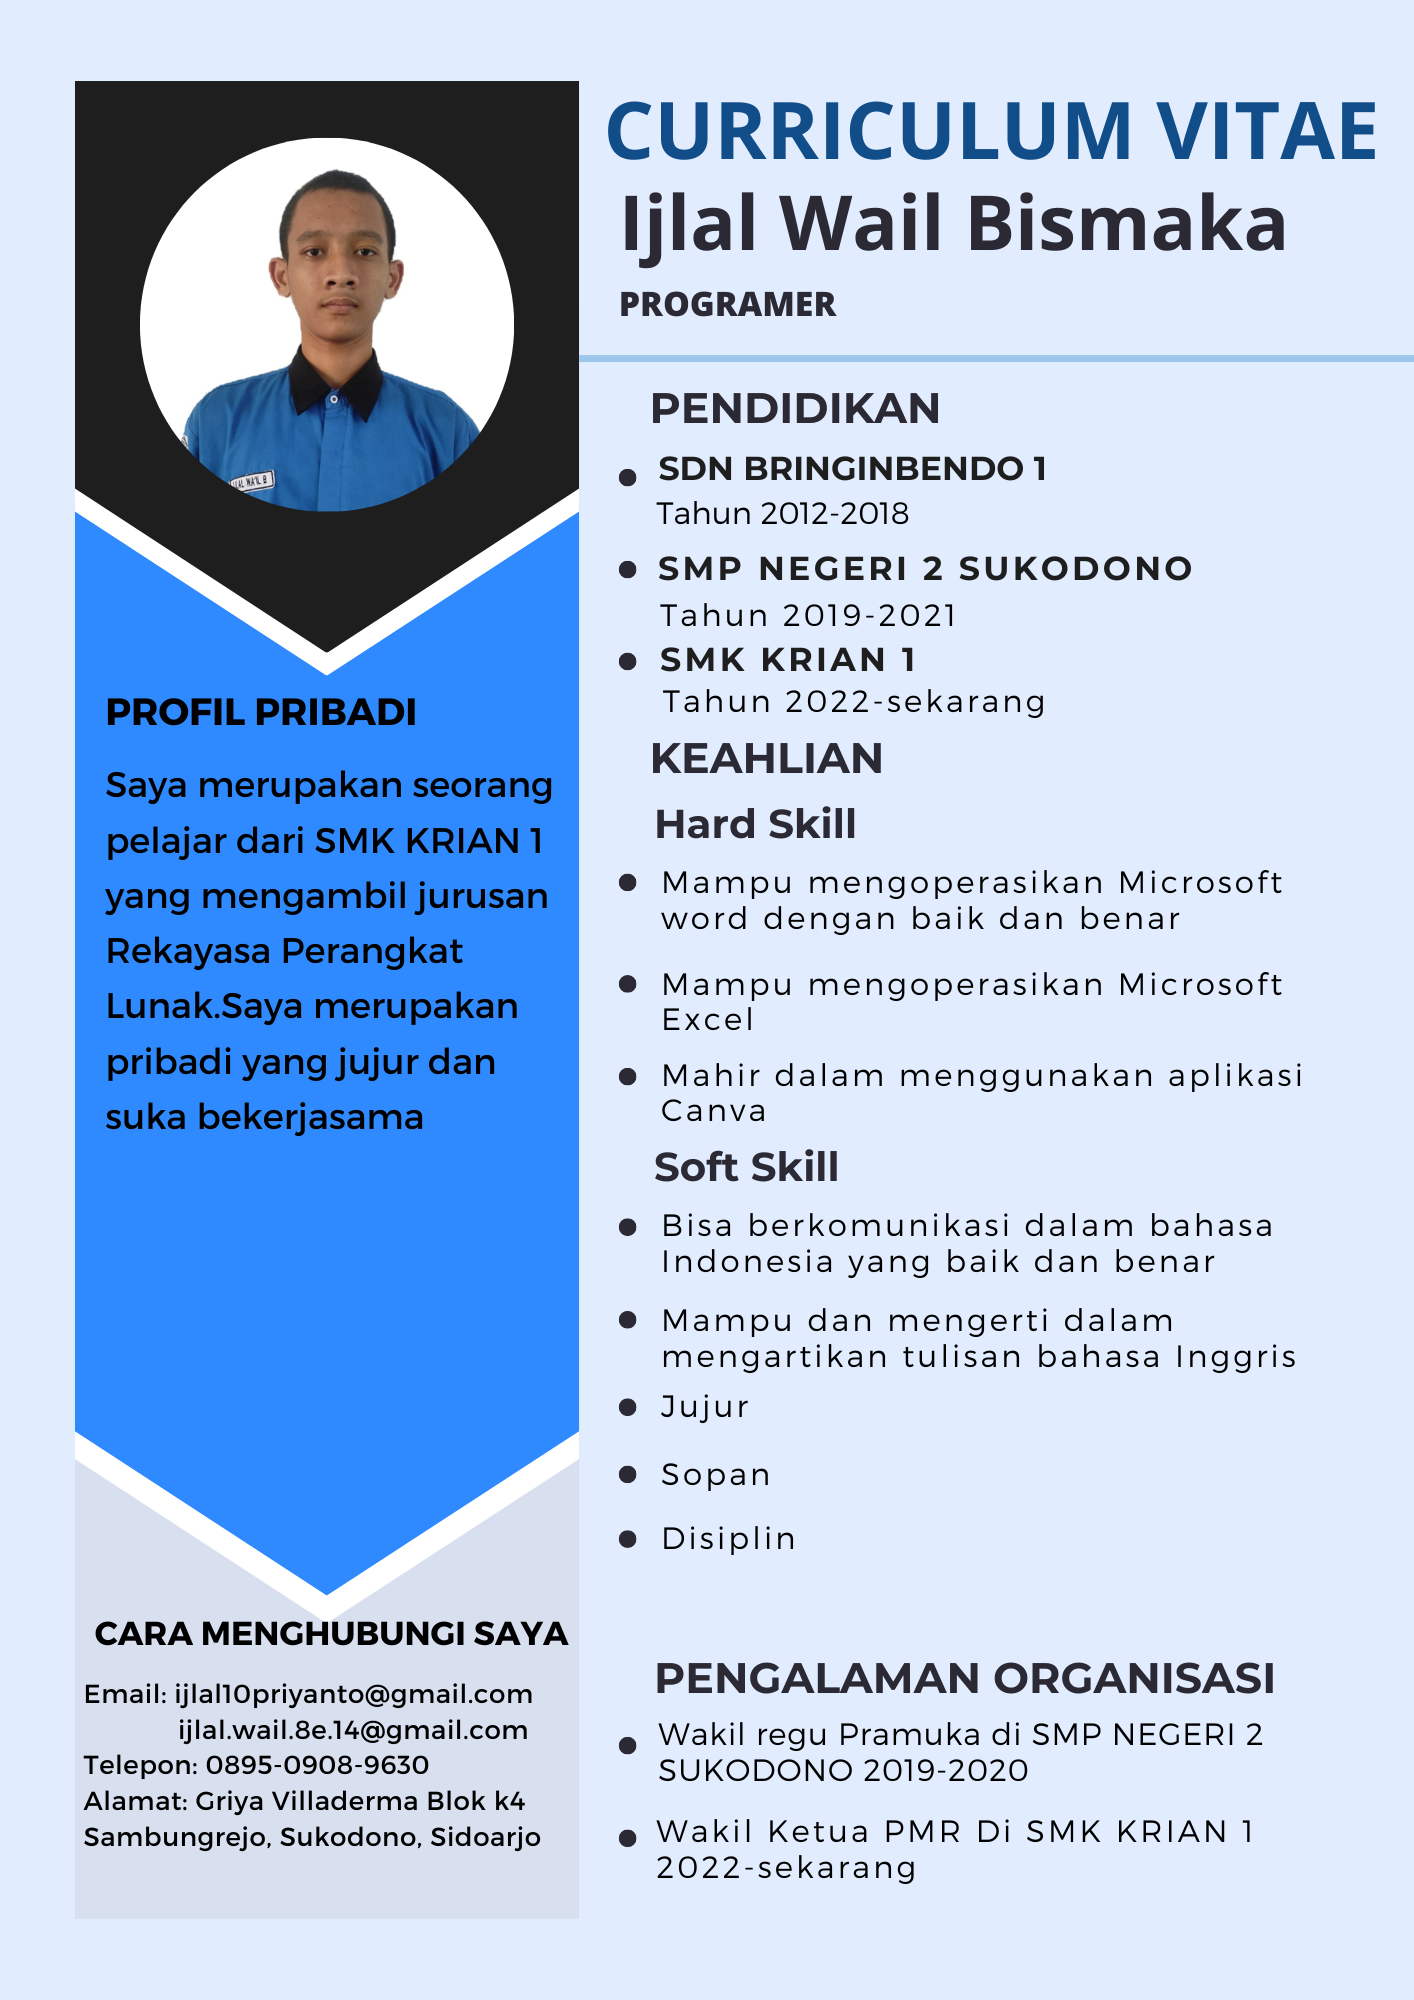 CURRICULUM VITAE
Ijlal Wail Bismaka
PROGRAMER
PROFIL PRIBADI
Saya merupakan seorang
pelajar dari SMK KRIAN 1
yang mengambil jurusan
Rekayasa Perangkat
Lunak.Saya merupakan
pribadi yang jujur dan
suka bekerjasama
CARA MENGHUBUNGI SAYA
Email: ijlal10priyanto@gmail.com
ijlal.wail.8e.14@gmail.com
Telepon: 0895-0908-9630
Alamat: Griya Villaderma Blok k4
Sambungrejo, Sukodono, Sidoarjo
PENDIDIKAN
SDN BRINGINBENDO 1
Tahun 2012-2018
SMP NEGERI 2 SUKODONO
Tahun 2019-2021
SMK KRIAN 1
Tahun 2022-sekarang
KEAHLIAN
Hard Skill
Mampu mengoperasikan Microsoft
word dengan baik dan benar
Mampu mengoperasikan Microsoft
Excel
Mahir dalam menggunakan aplikasi
Canva
Soft Skill
Bisa berkomunikasi dalam bahasa
Indonesia yang baik dan benar
Mampu dan mengerti dalam
mengartikan tulisan bahasa Inggris
Jujur
Sopan
Disiplin
PENGALAMAN ORGANISASI
Wakil regu Pramuka di SMP NEGERI 2
SUKODONO 2019-2020
Wakil Ketua PMR Di SMK KRIAN 1
2022-sekarang